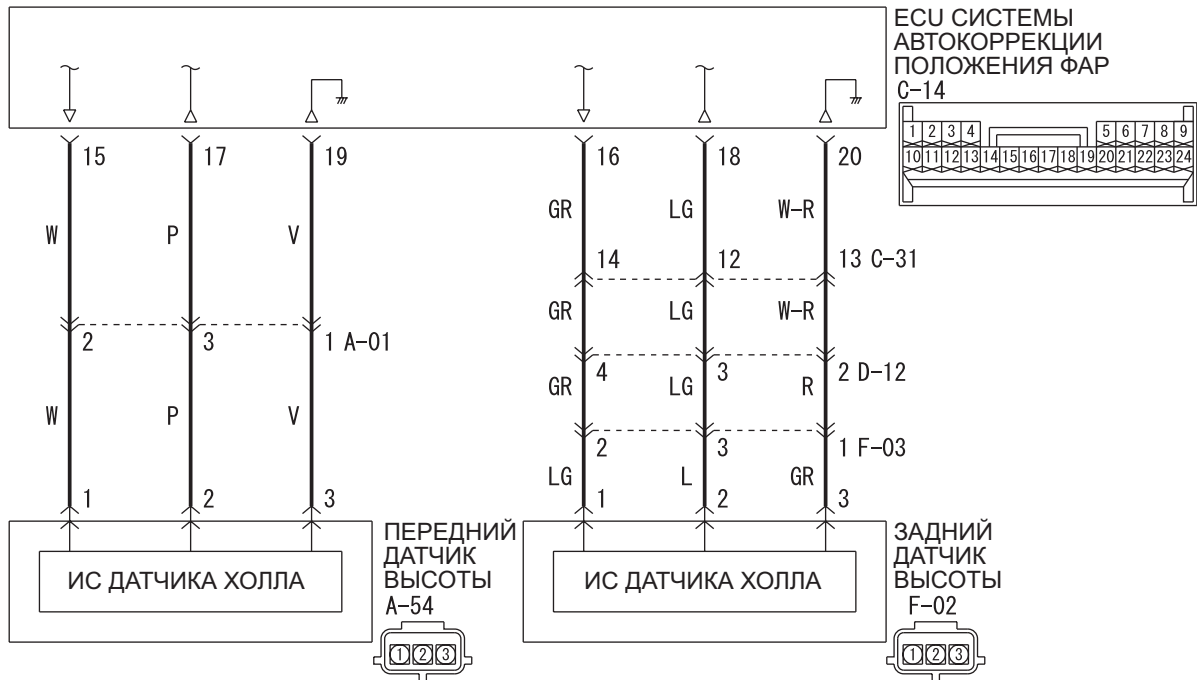 ECU СИСТЕМЫ
АВТОКОРРЕКЦИИ
ПОЛОЖЕНИЯ ФАР
C-14
1 2 3 4 5 6 7 8 9
10 11 12 13 14 15 16 17 18 19 20 21 22 23 24
15 17 19 16 18 20
GR LG W-R
W P V
14 12 13 C-31
GR LG W-R
2 3 1 A-01
4 3 2 D-12
GR LG R
W P V
2 3 1 F-03
LG L GR
1 2 3 1 2 3
ПЕРЕДНИЙ
ДАТЧИК
ВЫСОТЫ
A-54
ИС ДАТЧИКА ХОЛЛА
1 2 3
ЗАДНИЙ
ДАТЧИК
ВЫСОТЫ
F-02
ИС ДАТЧИКА ХОЛЛА
1 2 3